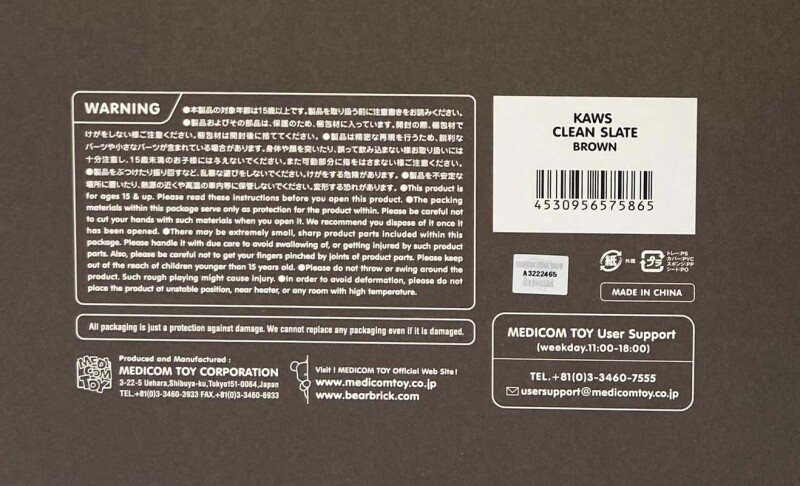 WARNING
●本製品の対象年齢は15歳以上です。製品を取り扱う前に注意書きをお読みください。
●製品およびその部品は、保護のため、梱包材に入っています。開封の際、梱包材で
けがをしない様ご注意ください。梱包材は開封後に捨ててください。●製品は精密な再現を行うため、鋭利な
パーツや小さなパーツが含まれている場合があります。身体や顔を突いたり、誤って飲み込まない様お取り扱いには
十分注意し、15歳未満のお子様には与えないでください。また可動部分に指をはさまない様ご注意ください。
●製品をぶつけたり振り回すなど、乱暴な遊びをしないでください。けがをする危険があります。●製品を不安定な
場所に置いたり、熱源の近くや高温の車内等に保管しないでください。変形する恐れがあります。●This product is
for ages 15 & up. Please read these instructions before you open this product. ●The packing
materials within this package serve only as protection for the product within. Please be careful not
to cut your hands with such materials when you open it. We recommend you dispose of it once it
has been opened. ●There may be extremely small, sharp product parts included within this
package. Please handle it with due care to avoid swallowing of, or getting injured by such product
parts. Also, please be careful not to get your fingers pinched by joints of product parts. Please keep
out of the reach of children younger than 15 years old. ●Please do not throw or swing around the
product. Such rough playing might cause injury. ●In order to avoid deformation, please do not
place the product at unstable position, near heater, or any room with high temperature.
All packaging is just a protection against damage. We cannot replace any packaging even if it is damaged.
MEDICOM TOY
Produced and Manufactured :
MEDICOM TOY CORPORATION
3-22-5 Uehara,Shibuya-ku,Tokyo151-0064,Japan
TEL.+81(0)3-3460-3933 FAX.+81(0)3-3460-6933
Visit ! MEDICOM TOY Official Web Site!
www.medicomtoy.co.jp
www.bearbrick.com
KAWS
CLEAN SLATE
BROWN
4530956575865
A3222465
紙 外箱
プラ トレー:PS
カバー:PVC
スポンジ:PP
シート:PO
MADE IN CHINA
MEDICOM TOY User Support
(weekday.11:00-18:00)
TEL.+81(0)3-3460-7555
usersupport@medicomtoy.co.jp